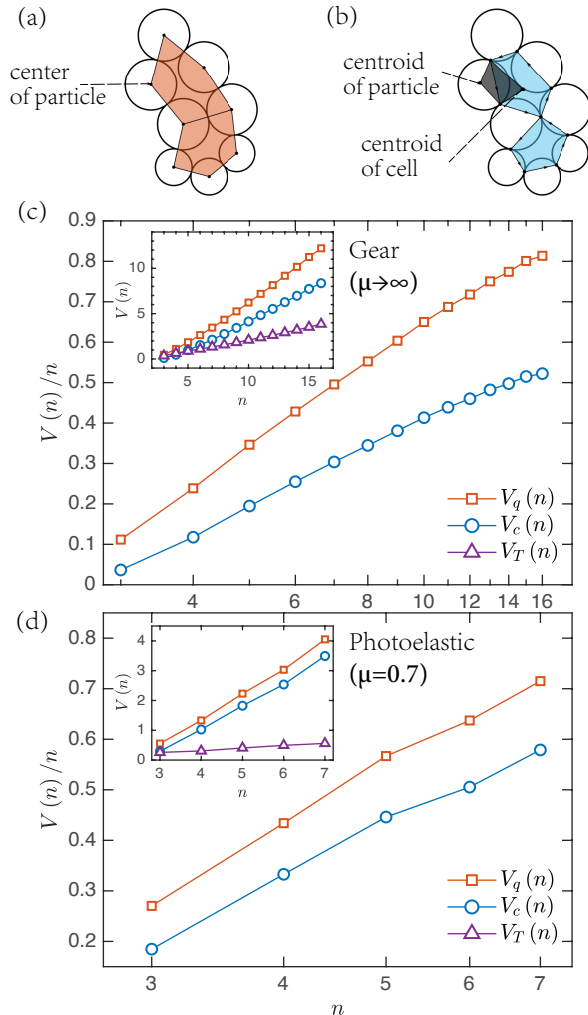 (a)
center
of particle
(b)
centroid
of particle
centroid
of cell
(c)
0.9
0.8
0.7
0.6
0.5
0.4
0.3
0.2
0.1
0
V (n)/n
10
5
0
V (n)
5
10
15
n
Gear
(μ→∞)
V_q (n)
V_c (n)
V_T (n)
4
6
8
10
12
14
16
(d)
0.8
0.7
0.6
0.5
0.4
0.3
0.2
V (n)/n
4
3
2
1
0
V (n)
3
4
5
6
7
n
Photoelastic
(μ=0.7)
V_q (n)
V_c (n)
V_T (n)
3
4
5
6
7
n